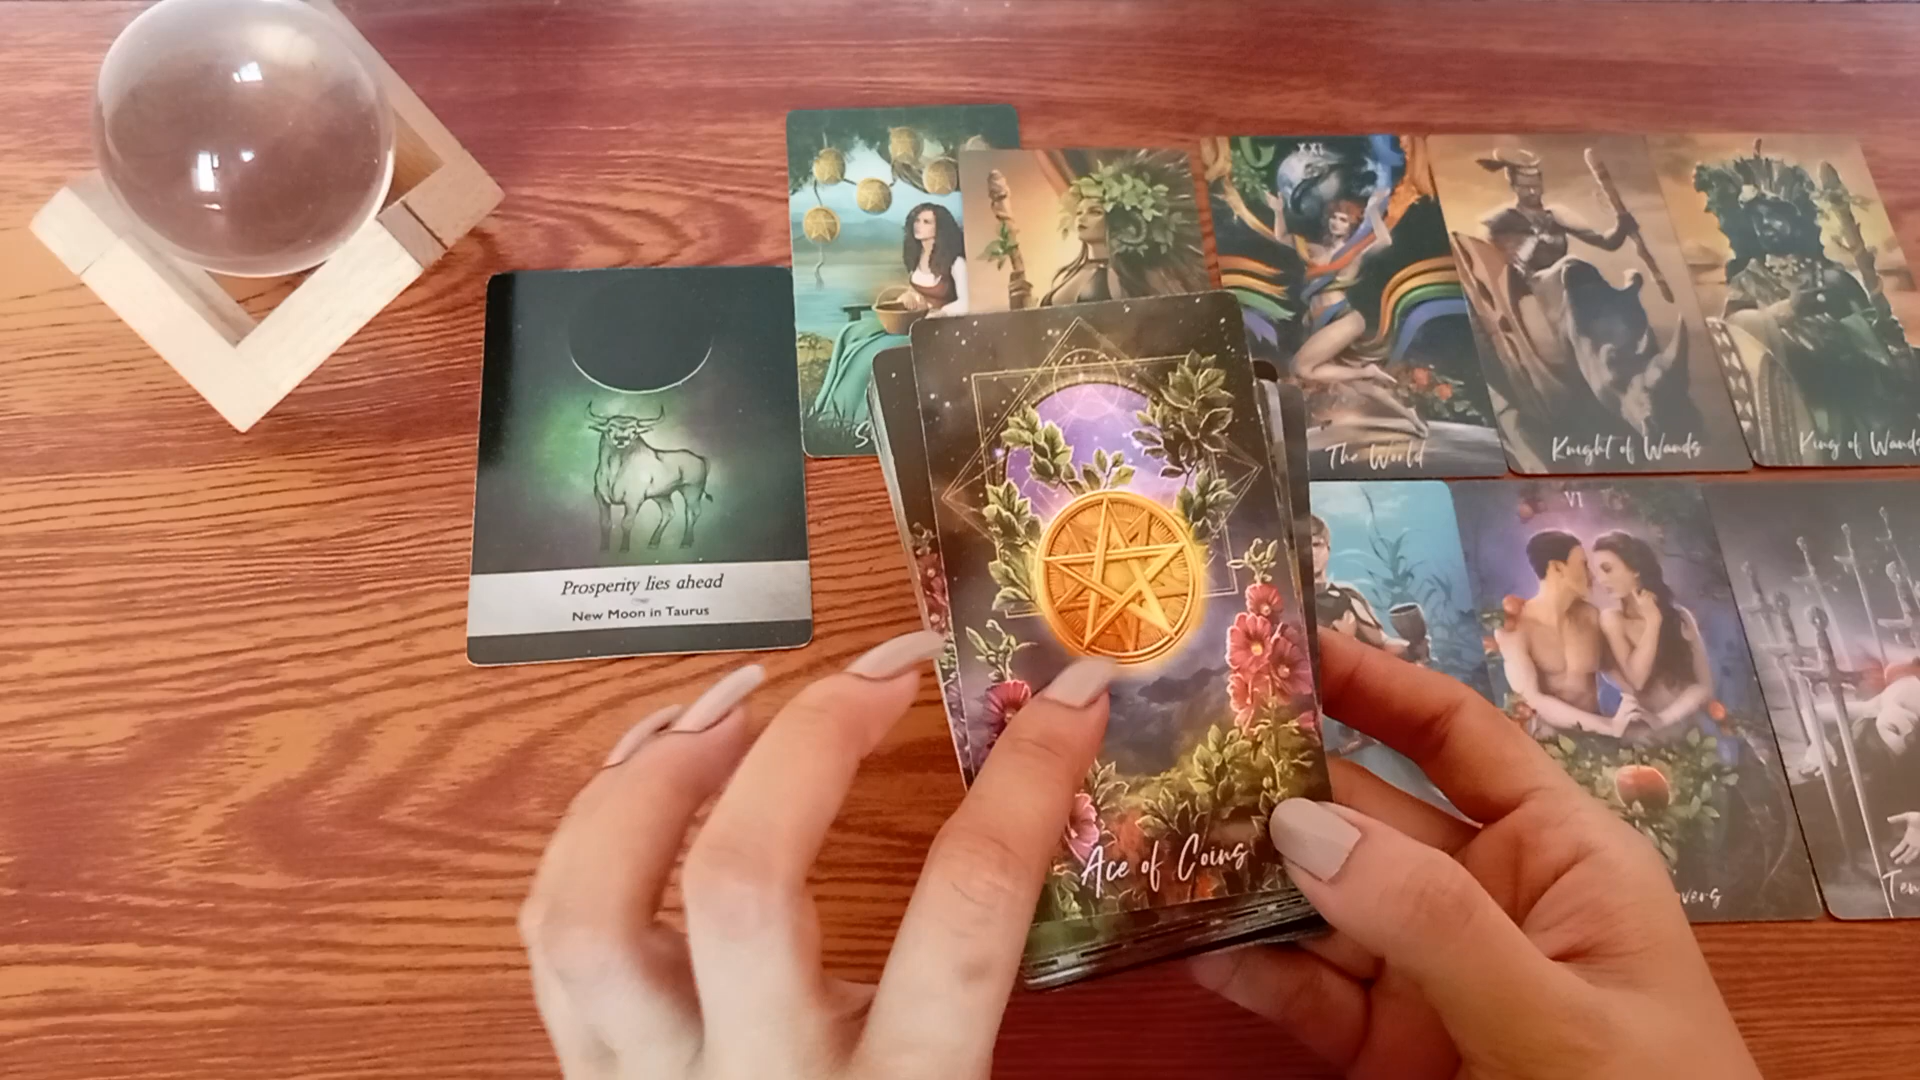 XXI
The World
Knight of Wands
King of Wands
Prosperity lies ahead
New Moon in Taurus
VI
Ace of Coins